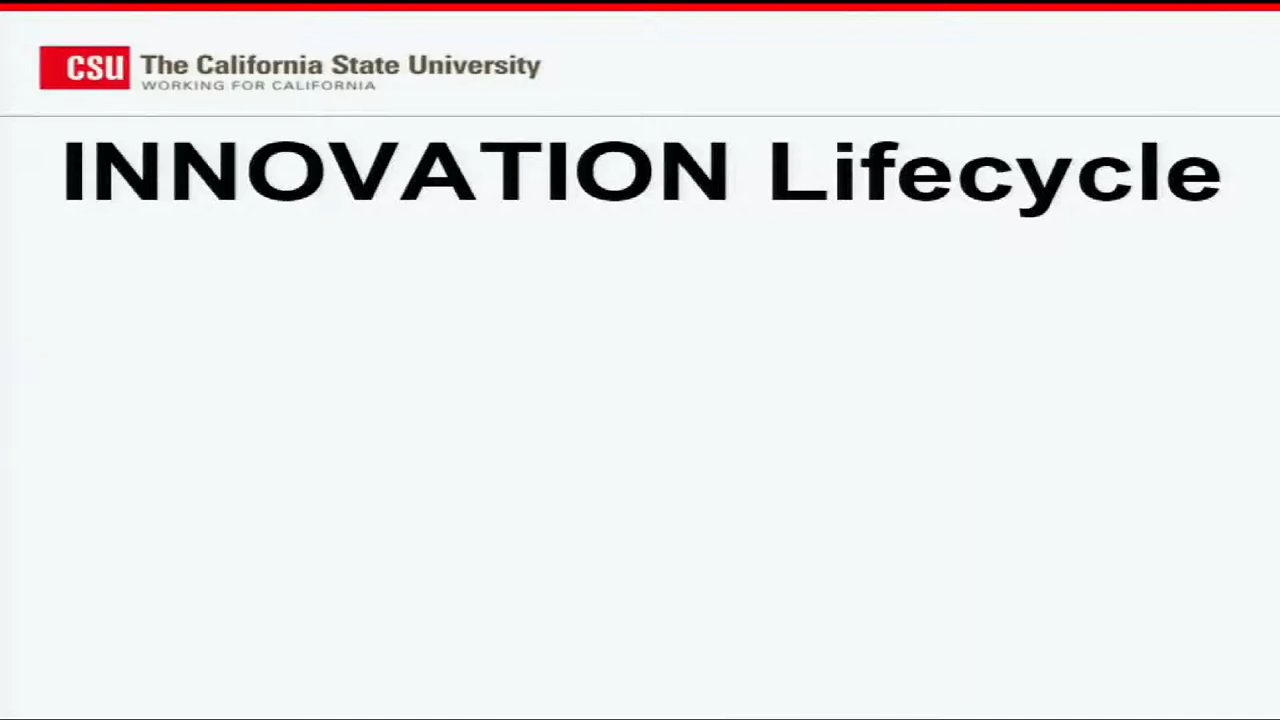 CSU The California State University
WORKING FOR CALIFORNIA
INNOVATION Lifecycle